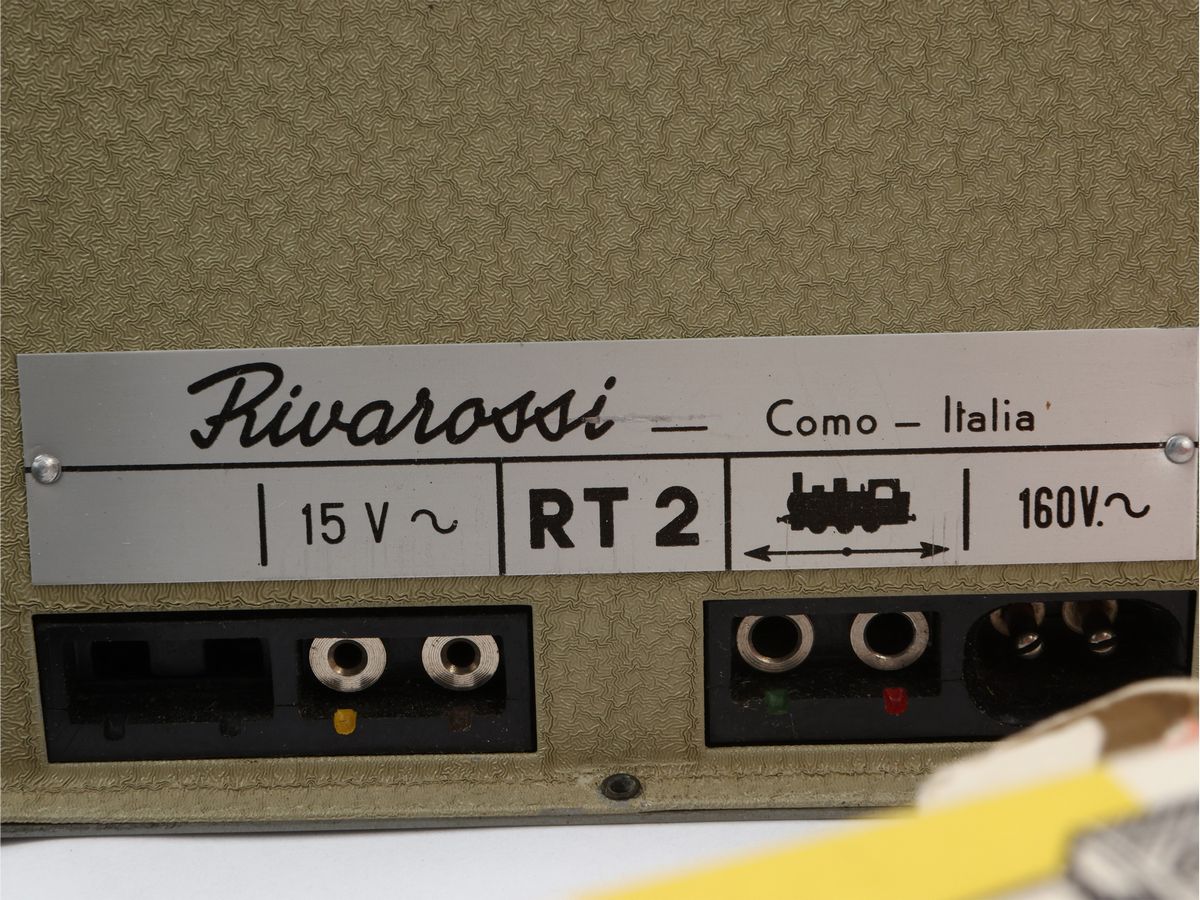 Rivarossi — Como – Italia
15 V ~ RT 2 160V.~